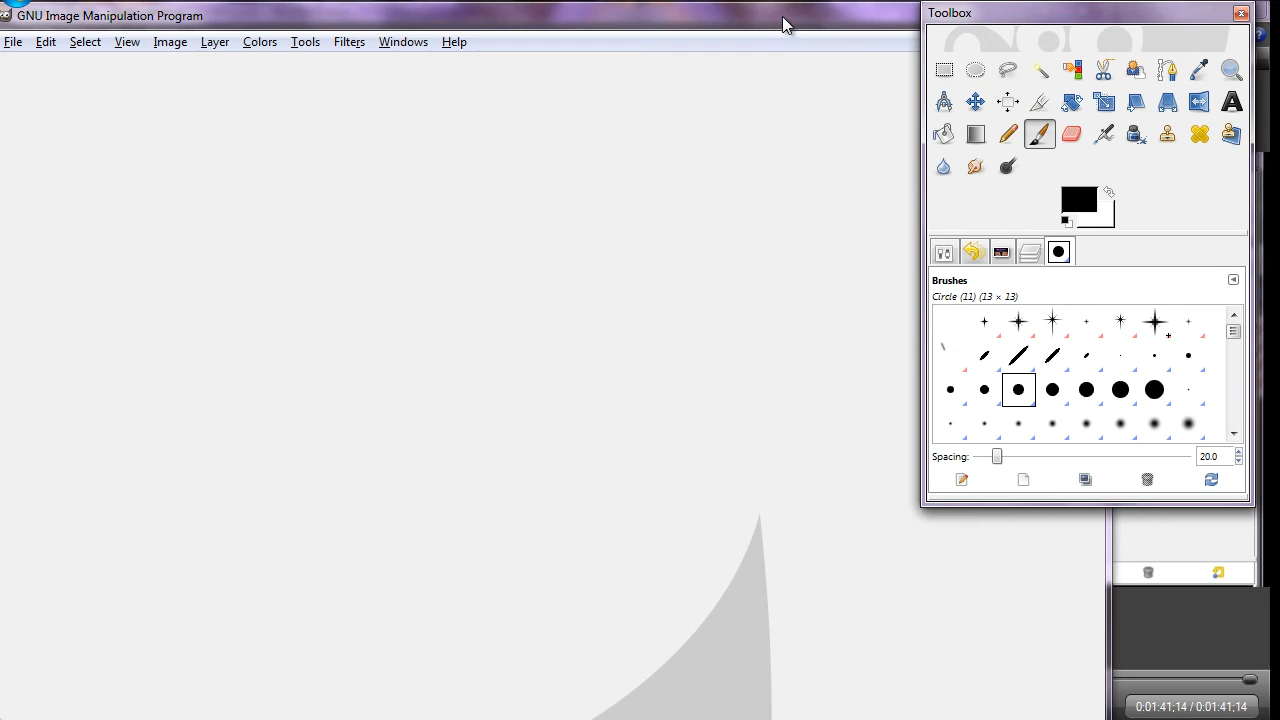 GNU Image Manipulation Program
File Edit Select View Image Layer Colors Tools Filters Windows Help
Toolbox
Brushes
Circle (11) (13 × 13)
Spacing: 20.0
0:01:41;14 / 0:01:41;14